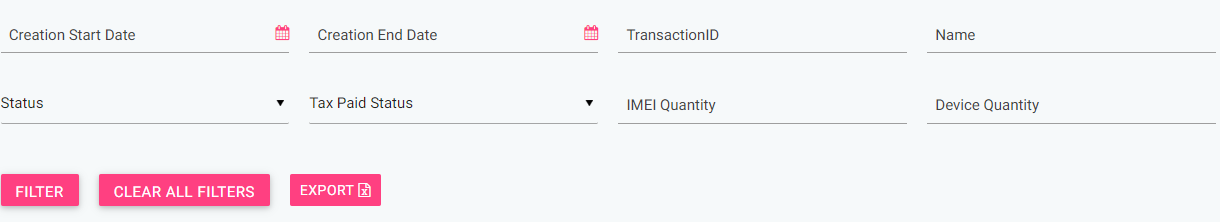 Creation Start Date Creation End Date TransactionID Name
Status Tax Paid Status IMEI Quantity Device Quantity
FILTER CLEAR ALL FILTERS EXPORT